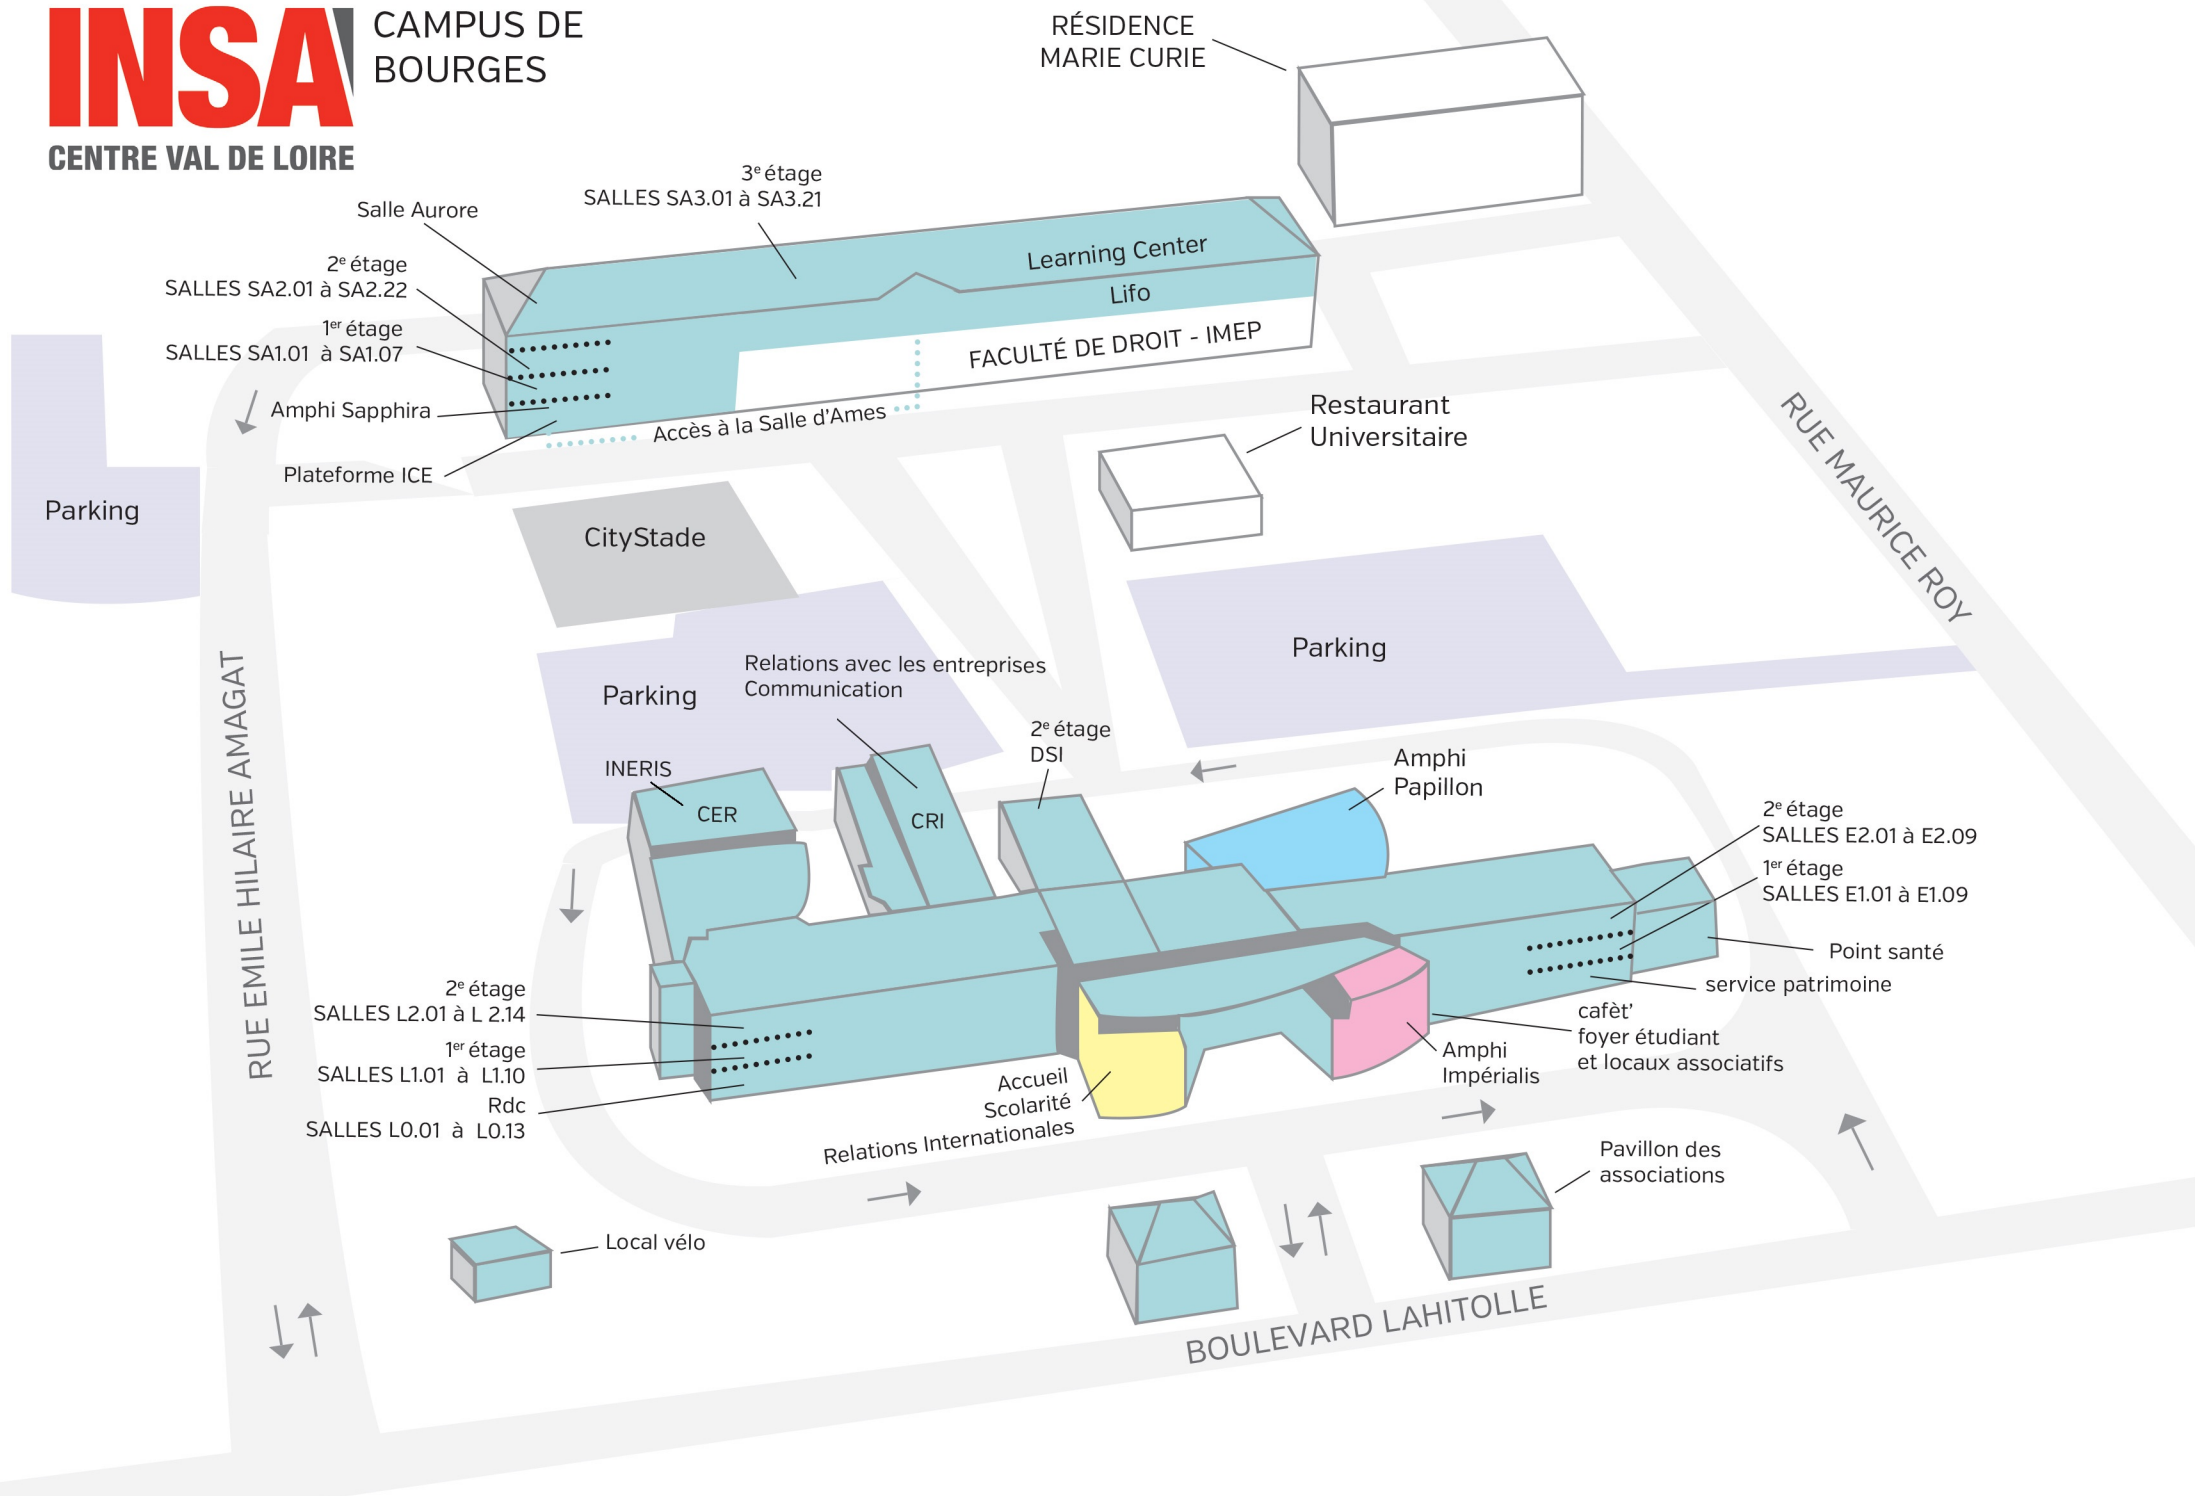 INSA
CENTRE VAL DE LOIRE
CAMPUS DE
BOURGES
RÉSIDENCE
MARIE CURIE
3e étage
SALLES SA3.01 à SA3.21
Salle Aurore
2e étage
SALLES SA2.01 à SA2.22
1er étage
SALLES SA1.01 à SA1.07
Amphi Sapphira
Plateforme ICE
Learning Center
Lifo
FACULTÉ DE DROIT - IMEP
Accès à la Salle d'Ames
Restaurant
Universitaire
RUE MAURICE ROY
Parking
CityStade
Parking
Parking
Relations avec les entreprises
Communication
2e étage
DSI
INERIS
CER
CRI
Amphi
Papillon
2e étage
SALLES E2.01 à E2.09
1er étage
SALLES E1.01 à E1.09
Point santé
service patrimoine
cafèt'
foyer étudiant
et locaux associatifs
Amphi
Impérialis
RUE EMILE HILAIRE AMAGAT
2e étage
SALLES L2.01 à L 2.14
1er étage
SALLES L1.01 à L1.10
Rdc
SALLES L0.01 à L0.13
Accueil
Scolarité
Relations Internationales
Pavillon des
associations
Local vélo
BOULEVARD LAHITOLLE